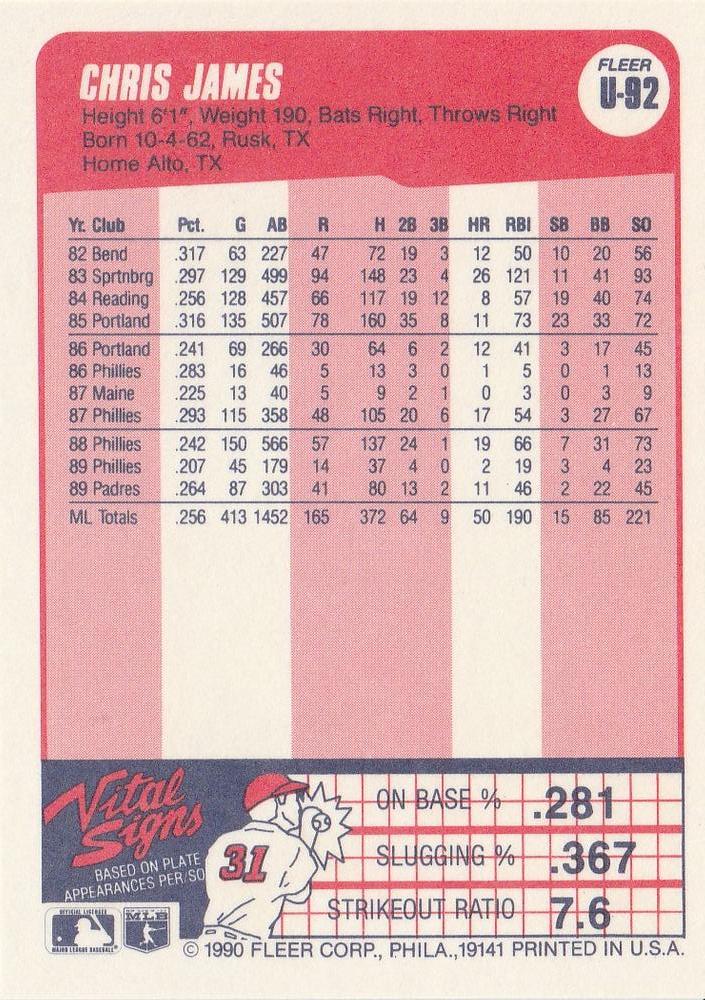 CHRIS JAMES
FLEER
U-92
Height 6'1", Weight 190, Bats Right, Throws Right
Born 10-4-62, Rusk, TX
Home Alto, TX
Yr. Club Pct. G AB R H 2B 3B HR RBI SB BB SO
82 Bend .317 63 227 47 72 19 3 12 50 10 20 56
83 Sprtnbrg .297 129 499 94 148 23 4 26 121 11 41 93
84 Reading .256 128 457 66 117 19 12 8 57 19 40 74
85 Portland .316 135 507 78 160 35 8 11 73 23 33 72
86 Portland .241 69 266 30 64 6 2 12 41 3 17 45
86 Phillies .283 16 46 5 13 3 0 1 5 0 1 13
87 Maine .225 13 40 5 9 2 1 0 3 0 3 9
87 Phillies .293 115 358 48 105 20 6 17 54 3 27 67
88 Phillies .242 150 566 57 137 24 1 19 66 7 31 73
89 Phillies .207 45 179 14 37 4 0 2 19 3 4 23
89 Padres .264 87 303 41 80 13 2 11 46 2 22 45
ML Totals .256 413 1452 165 372 64 9 50 190 15 85 221
Vital
Signs
BASED ON PLATE
APPEARANCES PER/SO
31
ON BASE % .281
SLUGGING % .367
STRIKEOUT RATIO 7.6
OFFICIAL LICENSEE
MAJOR LEAGUE BASEBALL
© 1990 FLEER CORP., PHILA.,19141 PRINTED IN U.S.A.